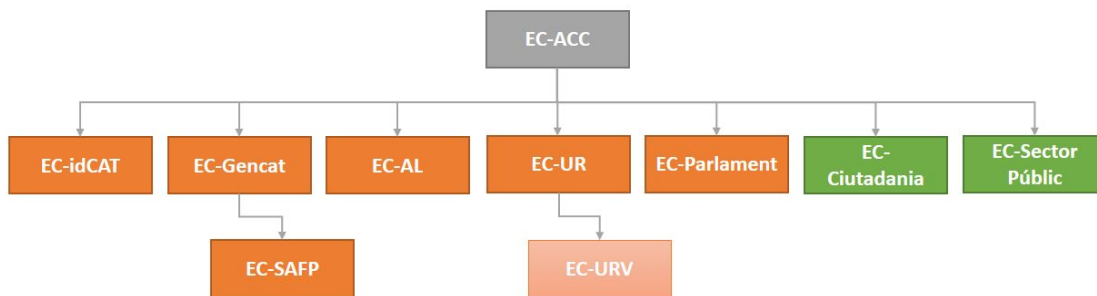 EC-ACC
EC-idCAT
EC-Gencat
EC-AL
EC-UR
EC-Parlament
EC-
Ciutadania
EC-Sector
Públic
EC-SAFP
EC-URV